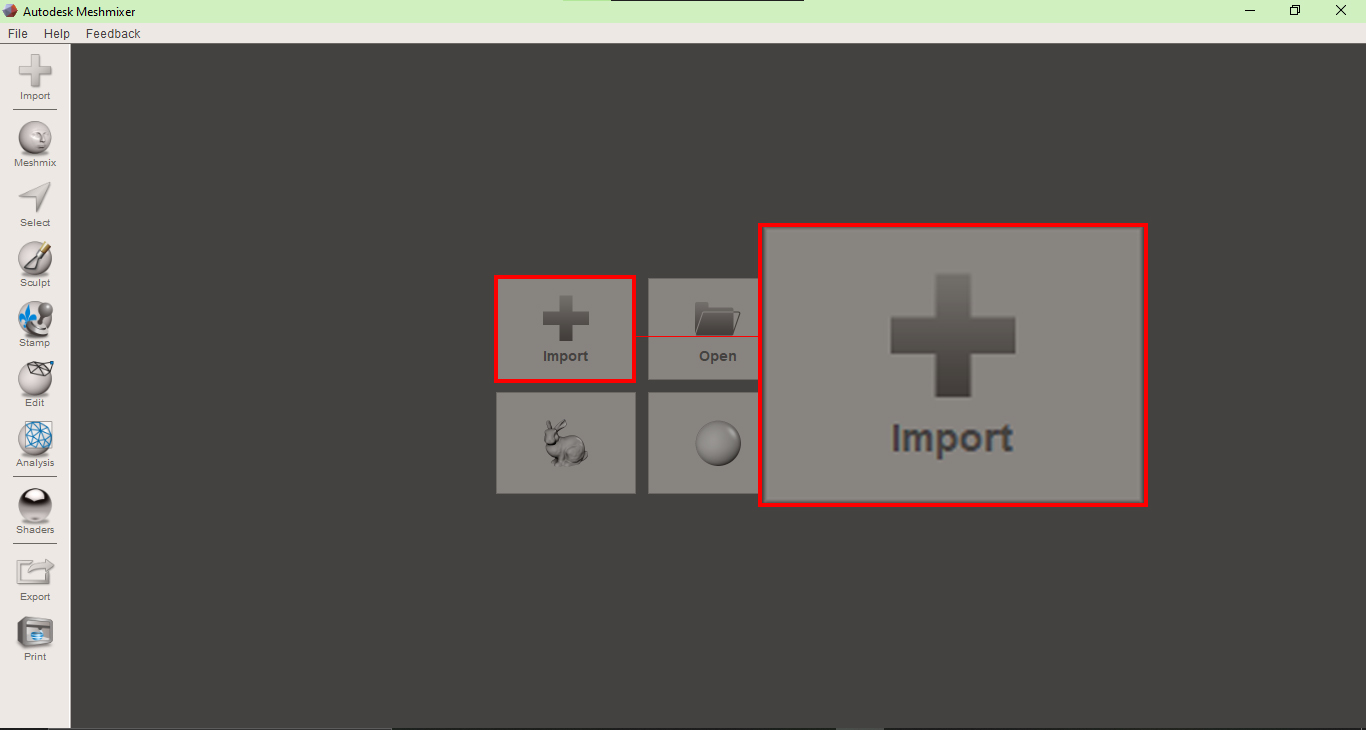 Autodesk Meshmixer
File Help Feedback
Import
Meshmix
Select
Sculpt
Stamp
Edit
Analysis
Shaders
Export
Print
Import
Open
Import